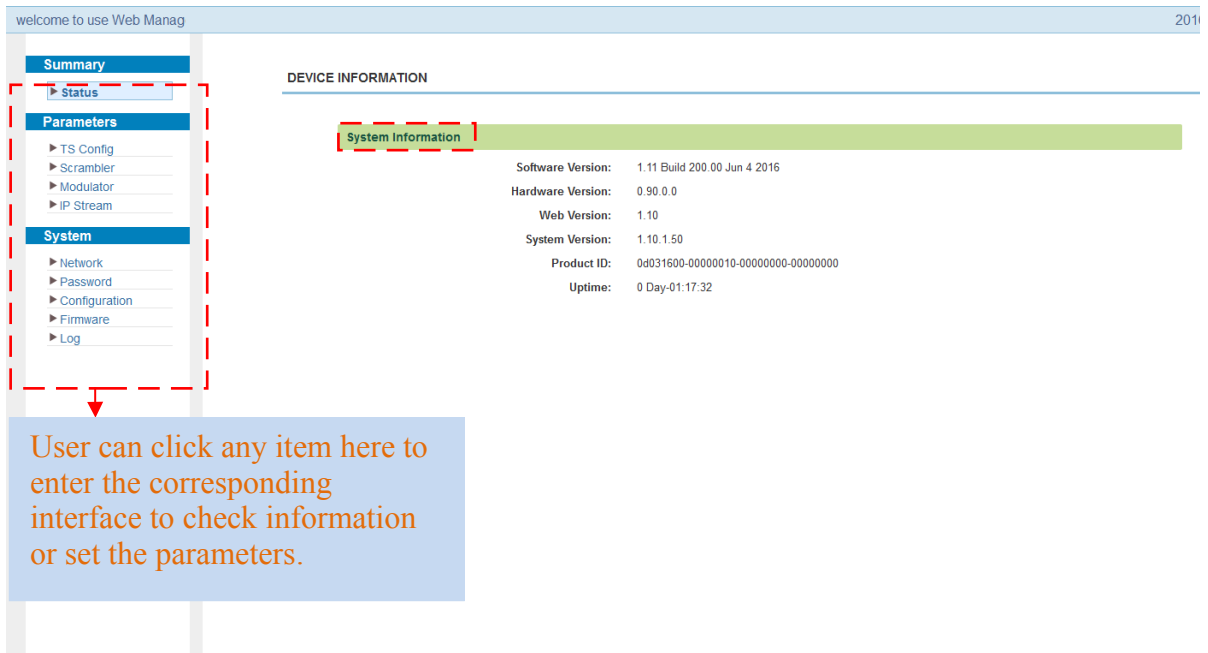 welcome to use Web Manag
Summary
Status
Parameters
TS Config
Scrambler
Modulator
IP Stream
System
Network
Password
Configuration
Firmware
Log
User can click any item here to
enter the corresponding
interface to check information
or set the parameters.
DEVICE INFORMATION
System Information
Software Version: 1.11 Build 200.00 Jun 4 2016
Hardware Version: 0.90.0.0
Web Version: 1.10
System Version: 1.10.1.50
Product ID: 0d031600-00000010-00000000-00000000
Uptime: 0 Day-01:17:32